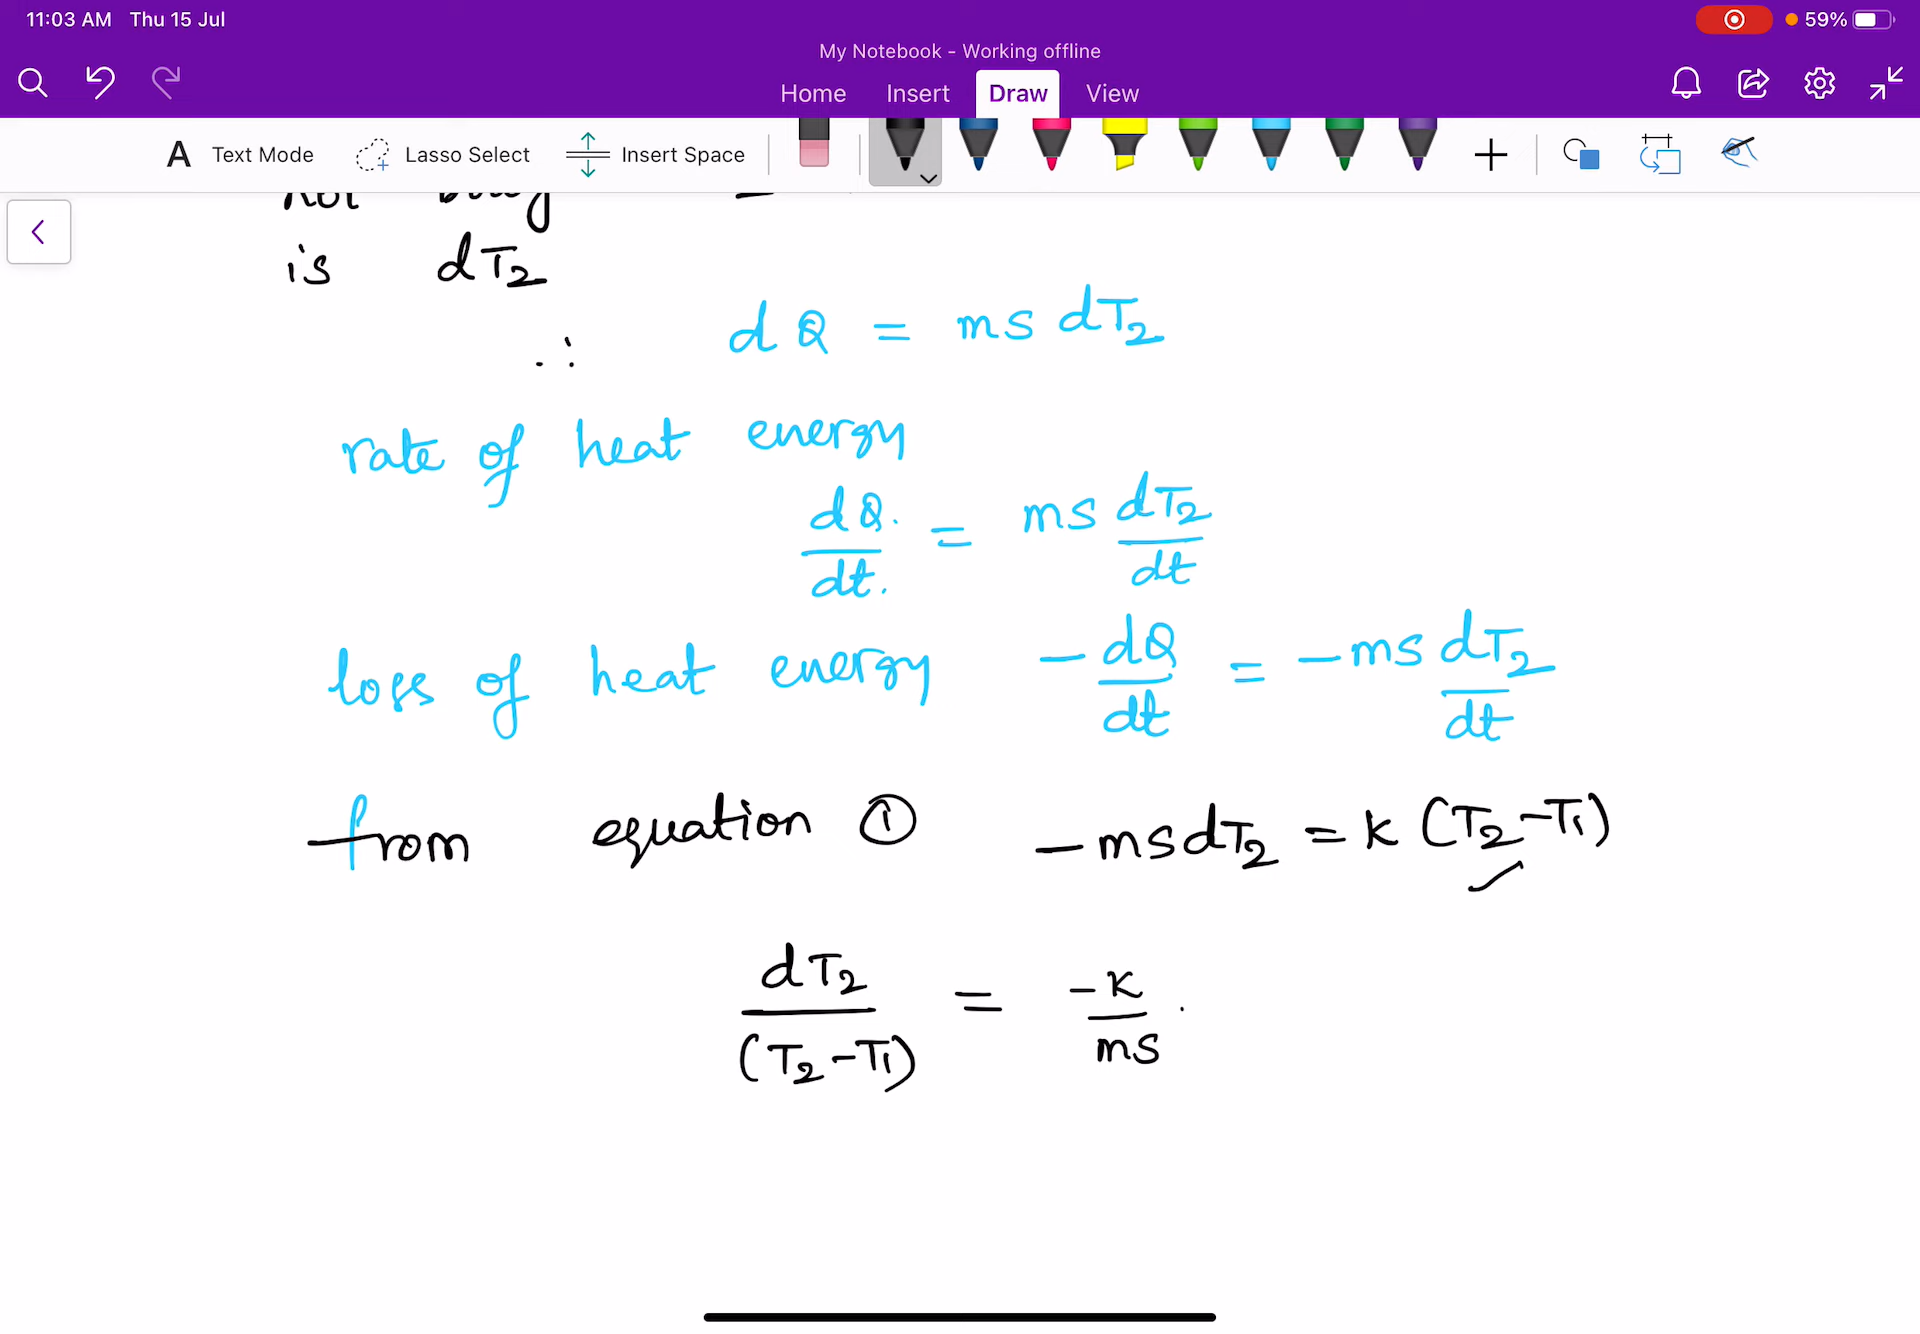 11:03 AM Thu 15 Jul
59%
My Notebook - Working offline
Home Insert Draw View
A Text Mode Lasso Select Insert Space
not body =
is dT₂
∴ dQ = ms dT₂
rate of heat energy
dQ/dt. = ms dT₂/dt
loss of heat energy -dQ/dt = -ms dT₂/dt
from equation ① -msdT₂ = K (T₂-T₁)
dT₂/(T₂-T₁) = -K/ms .